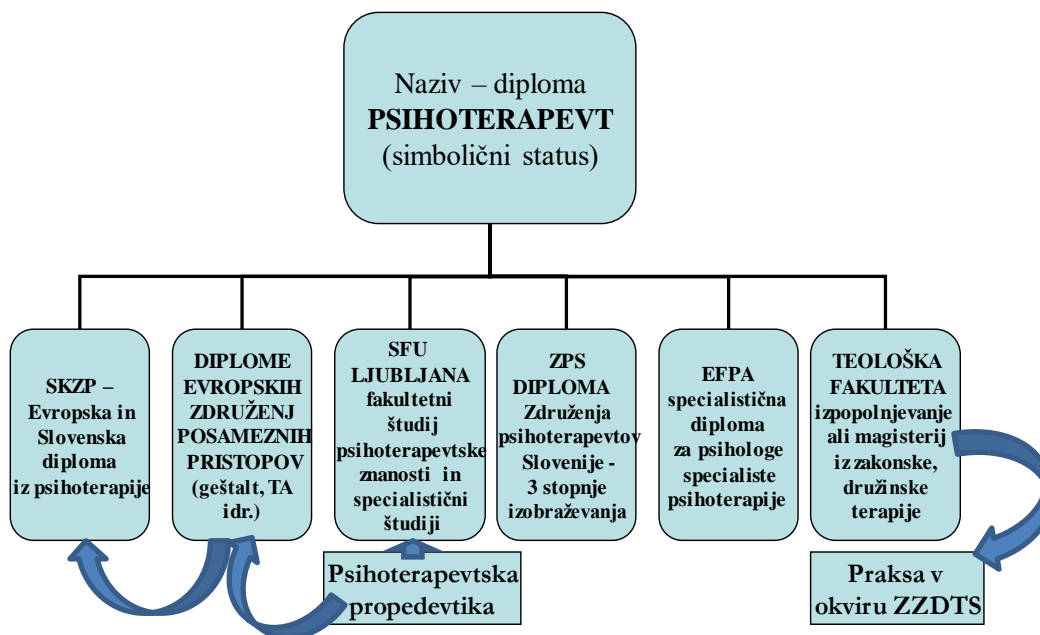 Naziv – diploma
PSIHOTERAPEVT
(simbolični status)
SKZP –
Evropska in
Slovenska
diploma
iz psihoterapije
DIPLOME
EVROPSKIH
ZDRUŽENJ
POSAMEZNIH
PRISTOPOV
(geštalt, TA
idr.)
SFU
LJUBLJANA
fakultetni
študij
psihoterapevtske
znanosti in
specialistični
študiji
ZPS
DIPLOMA
Združenja
psihoterapevtov
Slovenije -
3 stopnje
izobraževanja
EFPA
specialistična
diploma
za psihologe
specialiste
psihoterapije
TEOLOŠKA
FAKULTETA
izpopolnjevanje
ali magisterij
iz zakonske,
družinske
terapije
Psihoterapevtska
propedevtika
Praksa v
okviru ZZDTS